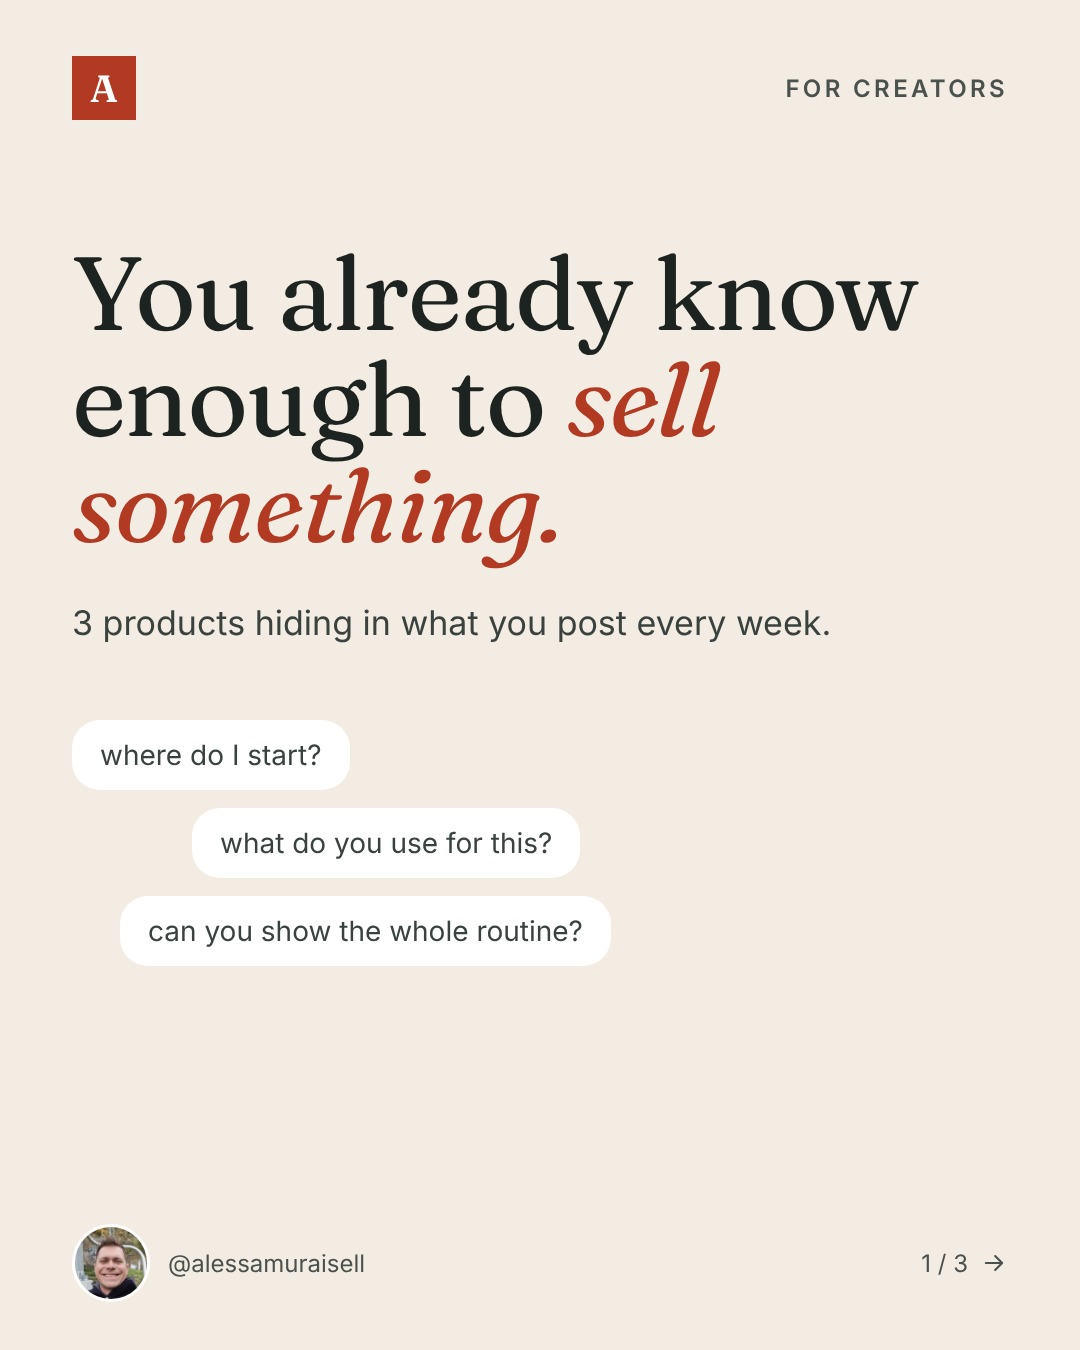 A
FOR CREATORS
You already know
enough to sell
something.
3 products hiding in what you post every week.
where do I start?
what do you use for this?
can you show the whole routine?
@alessamuraisell
1 / 3 →